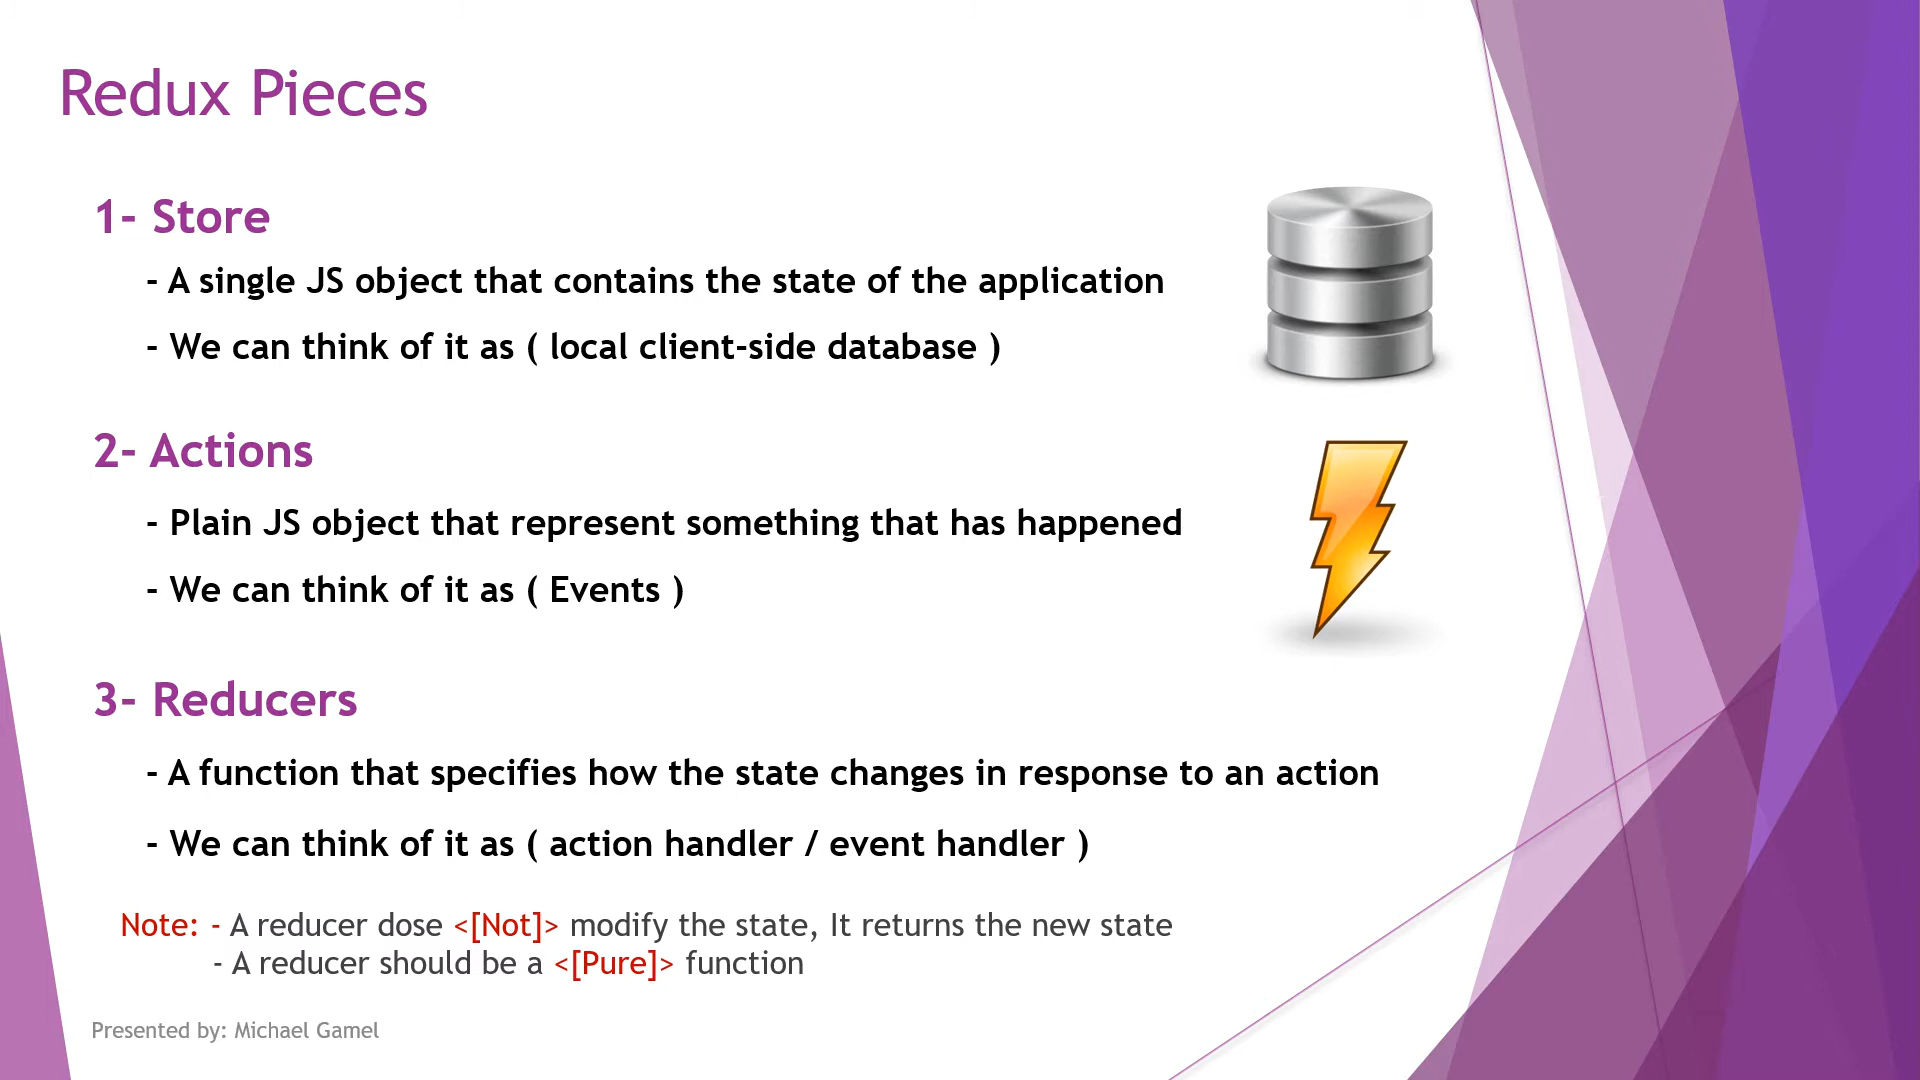 Redux Pieces
1- Store
- A single JS object that contains the state of the application
- We can think of it as ( local client-side database )
2- Actions
- Plain JS object that represent something that has happened
- We can think of it as ( Events )
3- Reducers
- A function that specifies how the state changes in response to an action
- We can think of it as ( action handler / event handler )
Note: - A reducer dose <[Not]> modify the state, It returns the new state
- A reducer should be a <[Pure]> function
Presented by: Michael Gamel